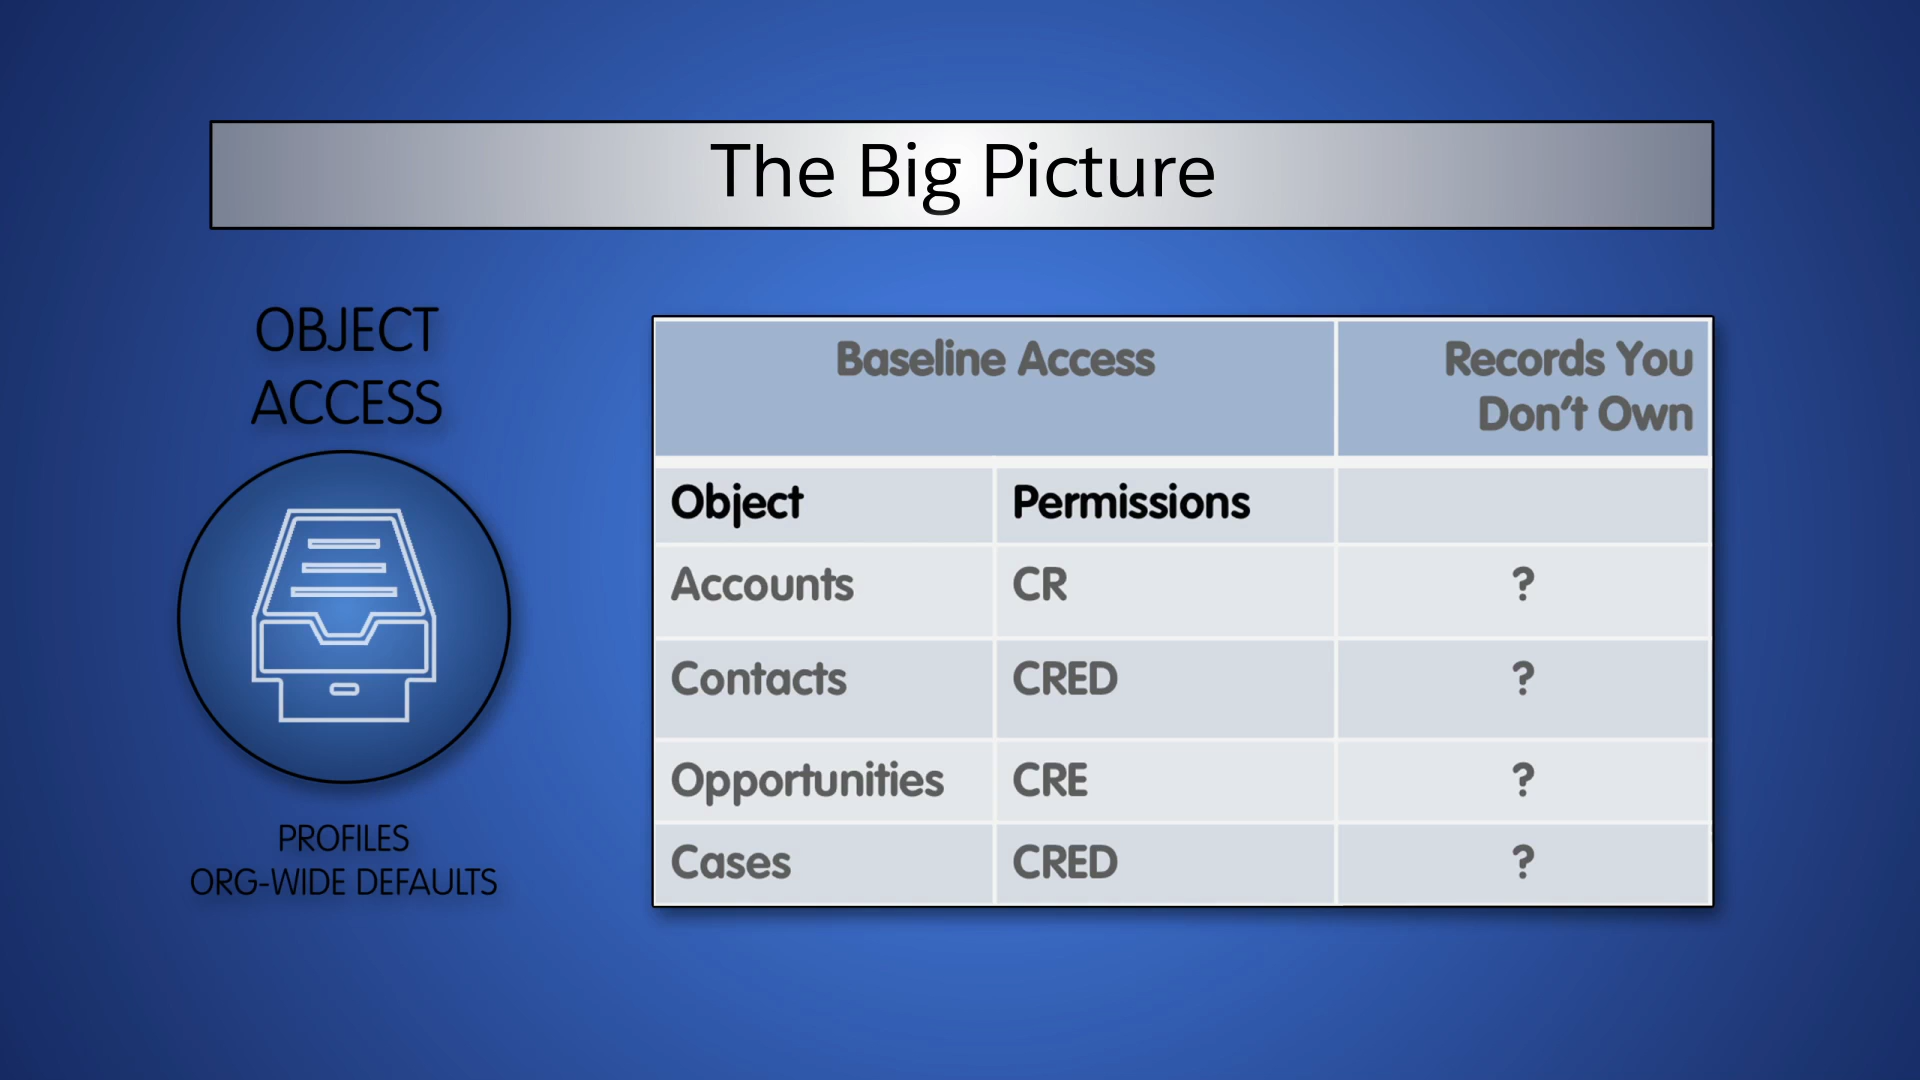 The Big Picture
OBJECT
ACCESS
PROFILES
ORG-WIDE DEFAULTS
Baseline Access
Records You
Don't Own
Object Permissions
Accounts CR ?
Contacts CRED ?
Opportunities CRE ?
Cases CRED ?